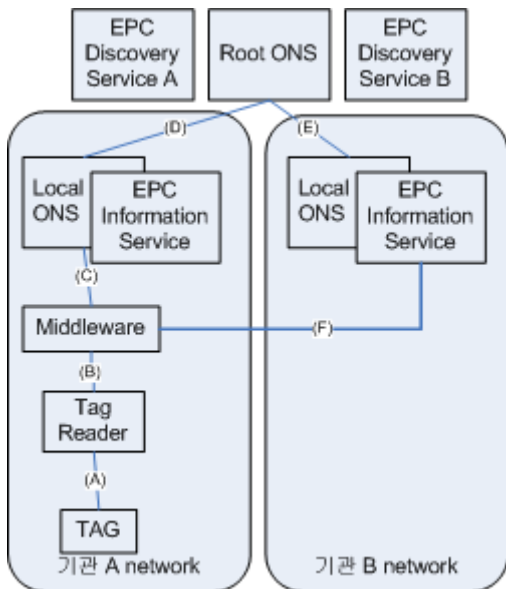 EPC
Discovery
Service A
Root ONS
EPC
Discovery
Service B
(D)
(E)
Local
ONS
EPC
Information
Service
Local
ONS
EPC
Information
Service
(C)
Middleware
(F)
(B)
Tag
Reader
(A)
TAG
기관 A network
기관 B network